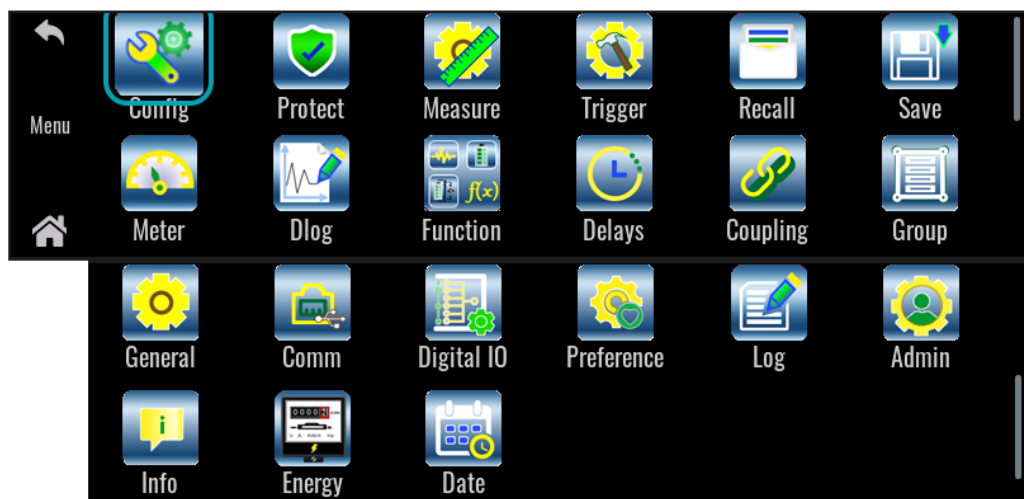 Config Protect Measure Trigger Recall Save
Menu
f(x)
Meter Dlog Function Delays Coupling Group
General Comm Digital IO Preference Log Admin
i
0000
Info Energy Date